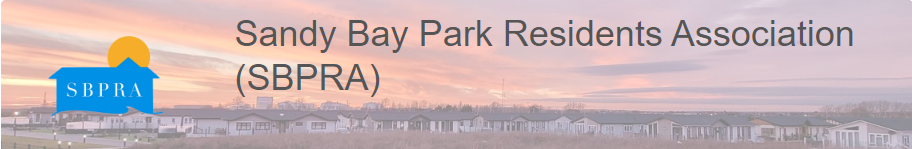 Sandy Bay Park Residents Association
(SBPRA)
SBPRA